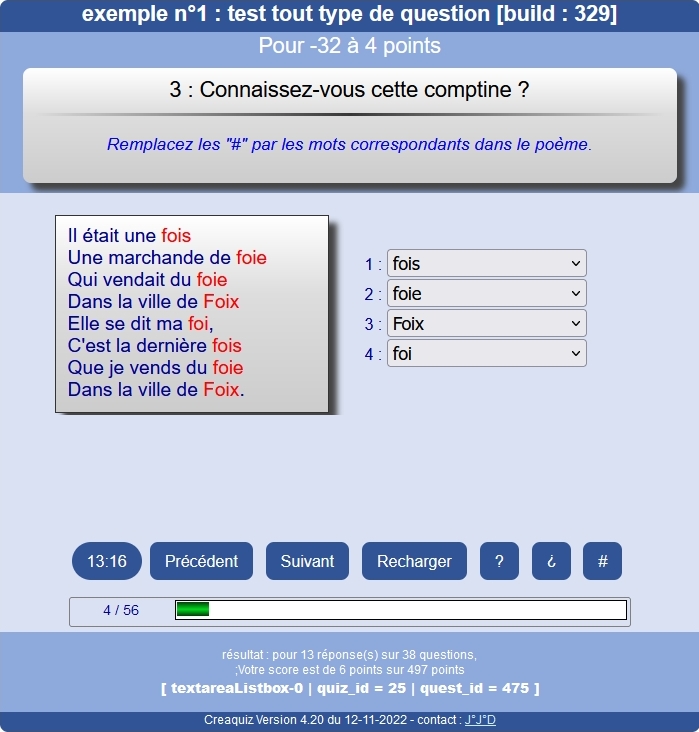 exemple n°1 : test tout type de question [build : 329]
Pour -32 à 4 points
3 : Connaissez-vous cette comptine ?
Remplacez les "#" par les mots correspondants dans le poème.
Il était une fois
Une marchande de foie
Qui vendait du foie
Dans la ville de Foix
Elle se dit ma foi,
C'est la dernière fois
Que je vends du foie
Dans la ville de Foix.
1 : fois
2 : foie
3 : Foix
4 : foi
13:16 Précédent Suivant Recharger ? ¿ #
4 / 56
résultat : pour 13 réponse(s) sur 38 questions,
;Votre score est de 6 points sur 497 points
[ textareaListbox-0 | quiz_id = 25 | quest_id = 475 ]
Creaquiz Version 4.20 du 12-11-2022 - contact : J°J°D